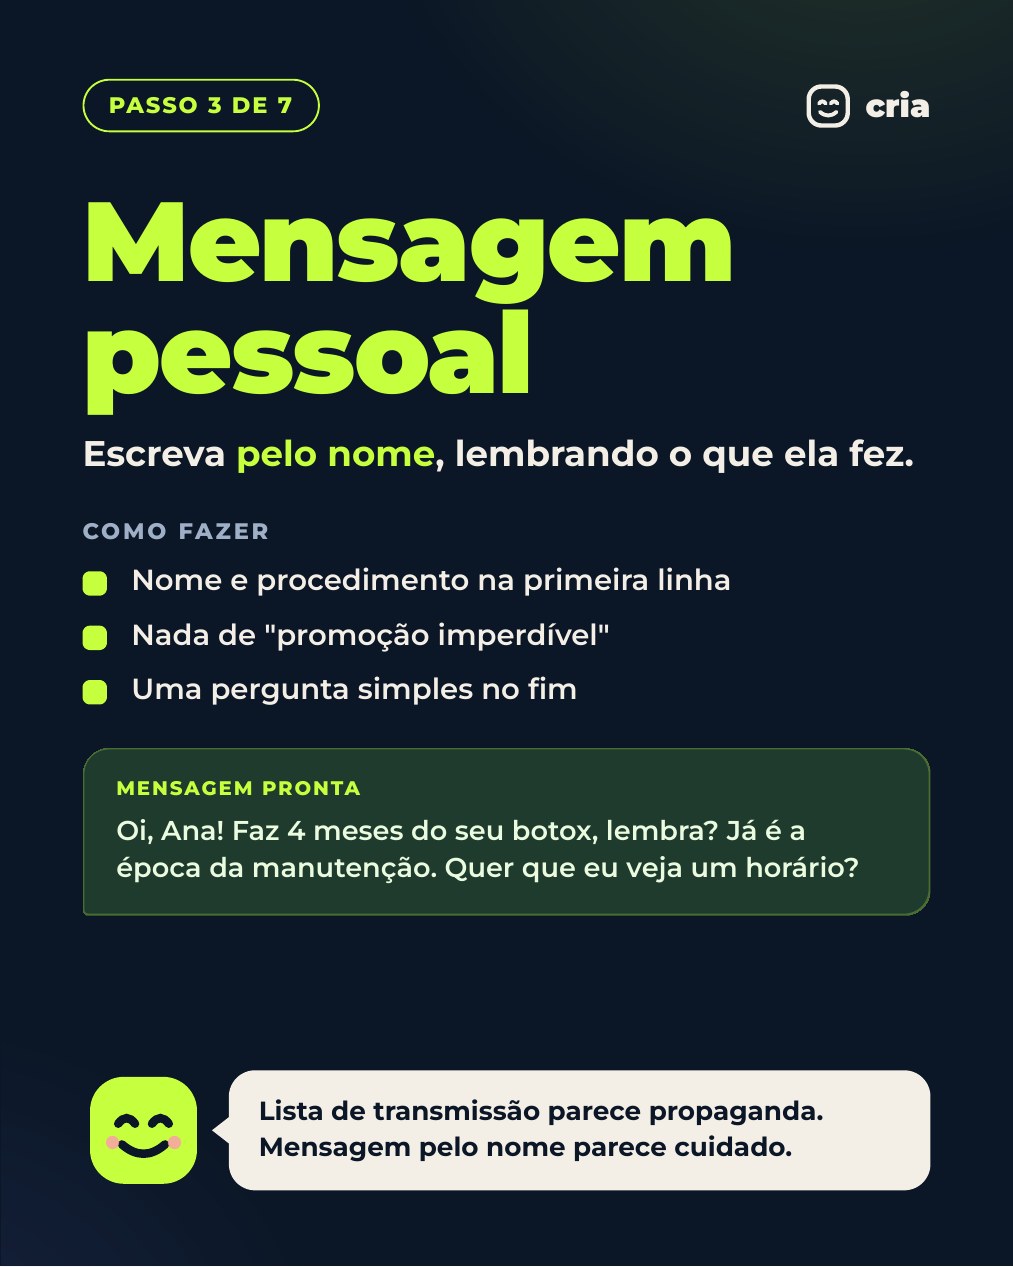 PASSO 3 DE 7
cria
Mensagem
pessoal
Escreva pelo nome, lembrando o que ela fez.
COMO FAZER
Nome e procedimento na primeira linha
Nada de "promoção imperdível"
Uma pergunta simples no fim
MENSAGEM PRONTA
Oi, Ana! Faz 4 meses do seu botox, lembra? Já é a
época da manutenção. Quer que eu veja um horário?
Lista de transmissão parece propaganda.
Mensagem pelo nome parece cuidado.